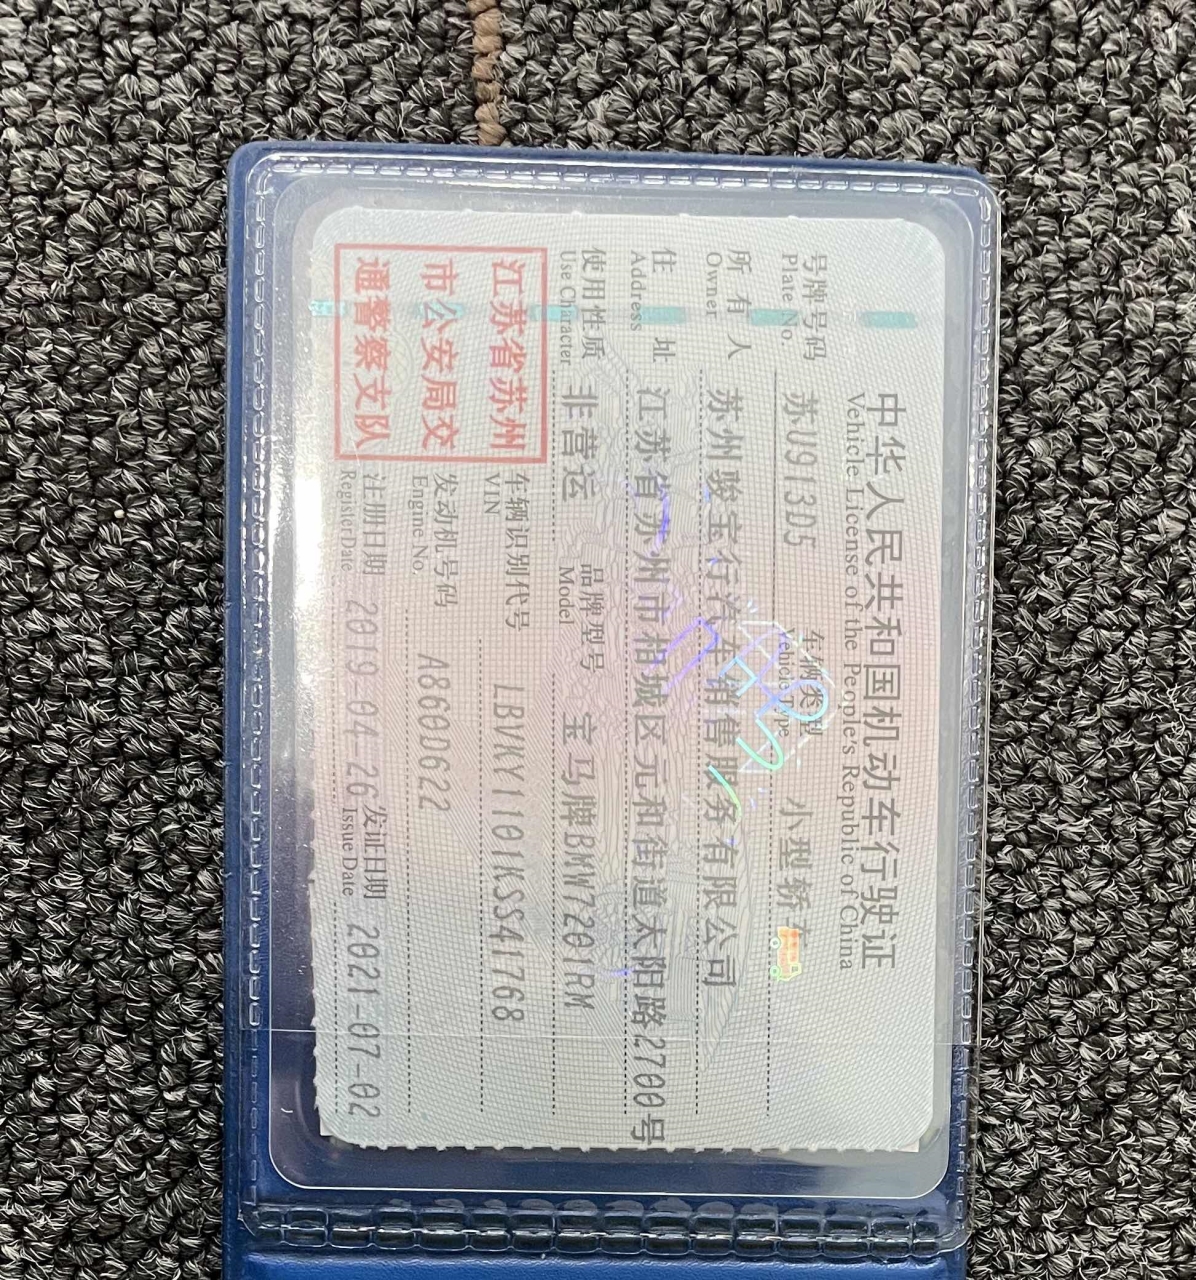 中华人民共和国机动车行驶证
Vehicle License of the People's Republic of China
号牌号码 苏U913D5 车辆类型 小型轿车
Plate No. Vehicle Type
所有人 苏州骏宝行汽车销售服务有限公司
Owner
住址 江苏省苏州市相城区元和街道太阳路2700号
Address
使用性质 非营运 品牌型号 宝马牌BMW7201RM
Use Character Model
江苏省苏州
市公安局交
通警察支队
车辆识别代号 LBVKY1101KSS41768
VIN
发动机号码 A860D622
Engine No.
注册日期 2019-04-26 发证日期 2021-07-02
Register Date Issue Date